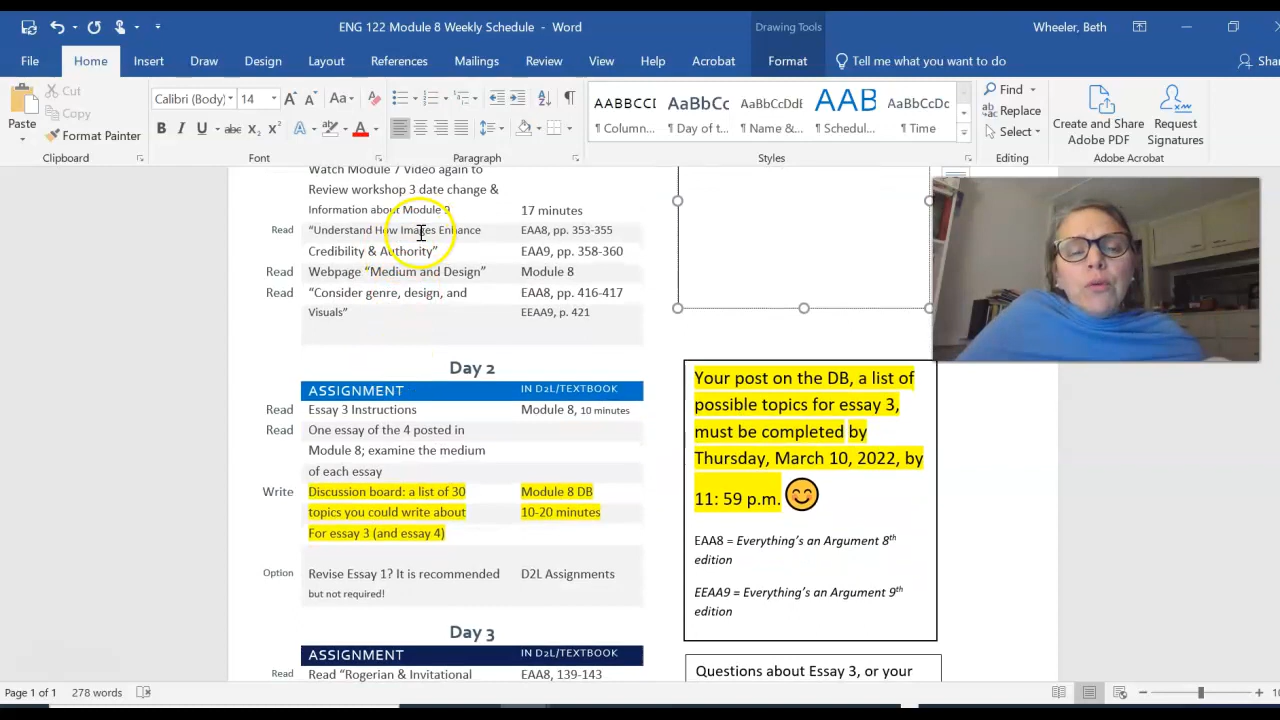 ENG 122 Module 8 Weekly Schedule - Word
Drawing Tools
Wheeler, Beth
File Home Insert Draw Design Layout References Mailings Review View Help Acrobat Format Tell me what you want to do
Paste
Cut
Copy
Format Painter
Clipboard
Calibri (Body) 14
Font
Paragraph
AABBCCI AaBbCc AaBbCcDdE AAB AaBbCcDc
¶ Column... ¶ Day of t... ¶ Name &... ¶ Schedul... ¶ Time
Styles
Find
Replace
Select
Editing
Create and Share
Adobe PDF
Request
Signatures
Adobe Acrobat
Watch Module 7 Video again to
Review workshop 3 date change &
Information about Module 9 17 minutes
Read “Understand How Images Enhance EAA8, pp. 353-355
Credibility & Authority” EAA9, pp. 358-360
Read Webpage “Medium and Design” Module 8
Read “Consider genre, design, and EAA8, pp. 416-417
Visuals” EEAA9, p. 421
Day 2
ASSIGNMENT IN D2L/TEXTBOOK
Read Essay 3 Instructions Module 8, 10 minutes
Read One essay of the 4 posted in
Module 8; examine the medium
of each essay
Write Discussion board: a list of 30 Module 8 DB
topics you could write about 10-20 minutes
For essay 3 (and essay 4)
Option Revise Essay 1? It is recommended D2L Assignments
but not required!
Day 3
ASSIGNMENT IN D2L/TEXTBOOK
Read Read “Rogerian & Invitational EAA8, 139-143
Your post on the DB, a list of
possible topics for essay 3,
must be completed by
Thursday, March 10, 2022, by
11: 59 p.m. 😊
EAA8 = Everything’s an Argument 8th
edition
EEAA9 = Everything’s an Argument 9th
edition
Questions about Essay 3, or your
Page 1 of 1 278 words